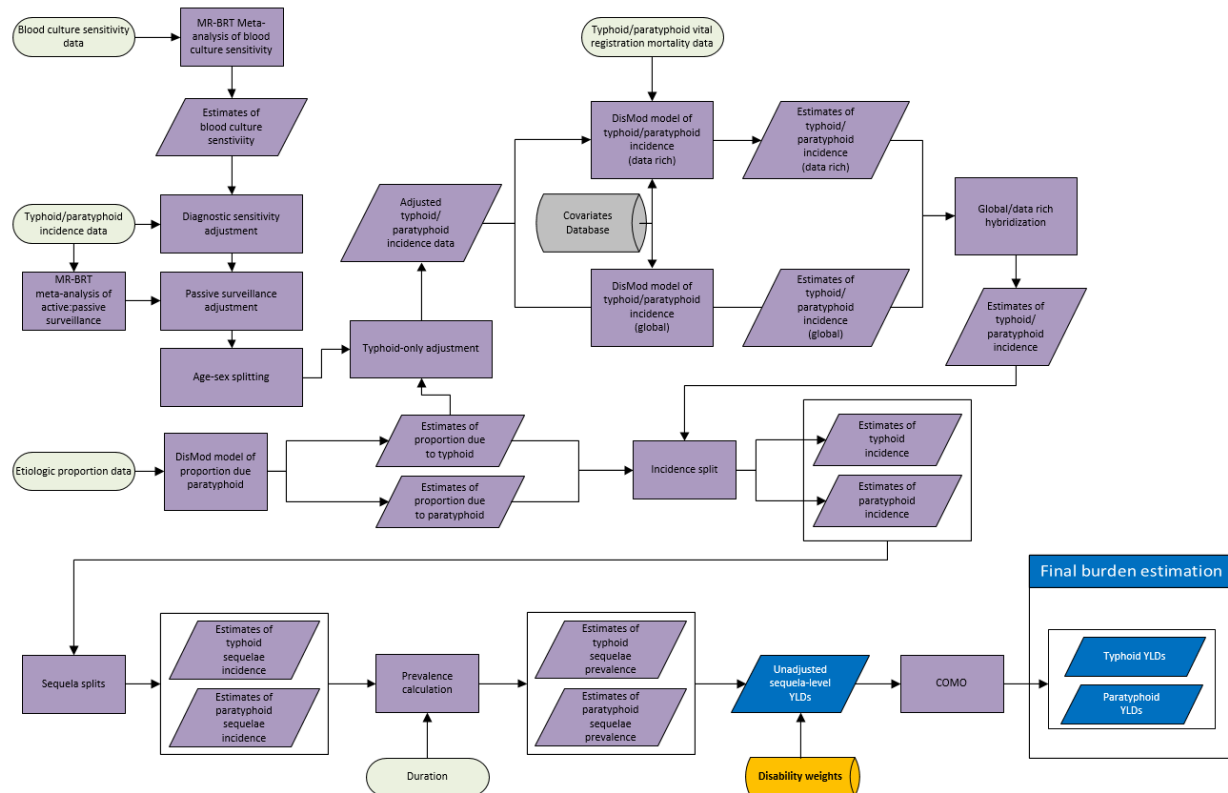 Blood culture sensitivity
data
MR-BRT Meta-
analysis of blood
culture sensitivity
Typhoid/paratyphoid vital
registration mortality data
Estimates of
blood culture
senstiviity
DisMod model of
typhoid/paratyphoid
incidence
(data rich)
Estimates of
typhoid/
paratyphoid
incidence
(data rich)
Typhoid/paratyphoid
incidence data
Diagnostic sensitivity
adjustment
Adjusted
typhoid/
paratyphoid
incidence data
Covariates
Database
Global/data rich
hybridization
MR-BRT
meta-analysis of
active:passive
surveillance
Passive surveillance
adjustment
DisMod model of
typhoid/paratyphoid
incidence
(global)
Estimates of
typhoid/
paratyphoid
incidence
(global)
Estimates of
typhoid/
paratyphoid
incidence
Age-sex splitting
Typhoid-only adjustment
Etiologic proportion data
DisMod model of
proportion due
paratyphoid
Estimates of
proportion due
to typhoid
Estimates of
proportion due
to paratyphoid
Incidence split
Estimates of
typhoid
incidence
Estimates of
paratyphoid
incidence
Final burden estimation
Sequela splits
Estimates of
typhoid
sequelae
incidence
Estimates of
paratyphoid
sequelae
incidence
Prevalence
calculation
Estimates of
typhoid
sequelae
prevalence
Estimates of
paratyphoid
sequelae
prevalence
Unadjusted
sequela-level
YLDs
COMO
Typhoid YLDs
Paratyphoid
YLDs
Duration
Disability weights